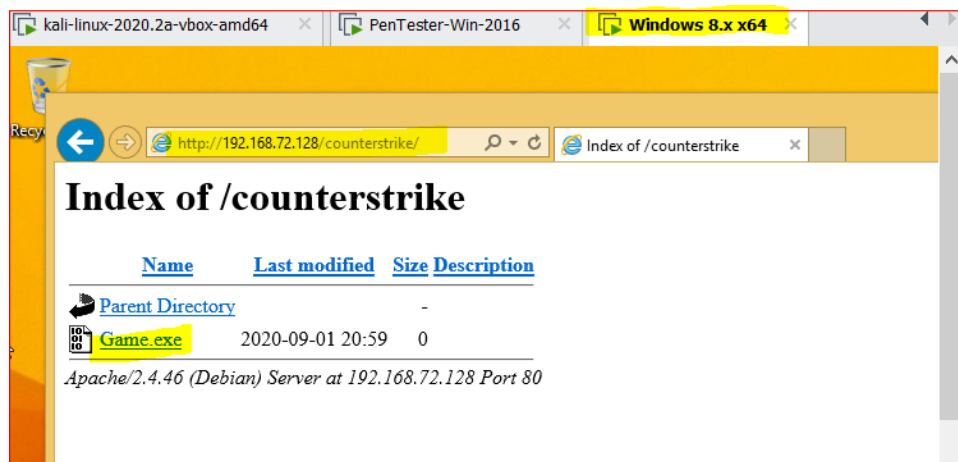 kali-linux-2020.2a-vbox-amd64 PenTester-Win-2016 Windows 8.x x64
Recy
http://192.168.72.128/counterstrike/ Index of /counterstrike
Index of /counterstrike
Name Last modified Size Description
Parent Directory -
Game.exe 2020-09-01 20:59 0
Apache/2.4.46 (Debian) Server at 192.168.72.128 Port 80